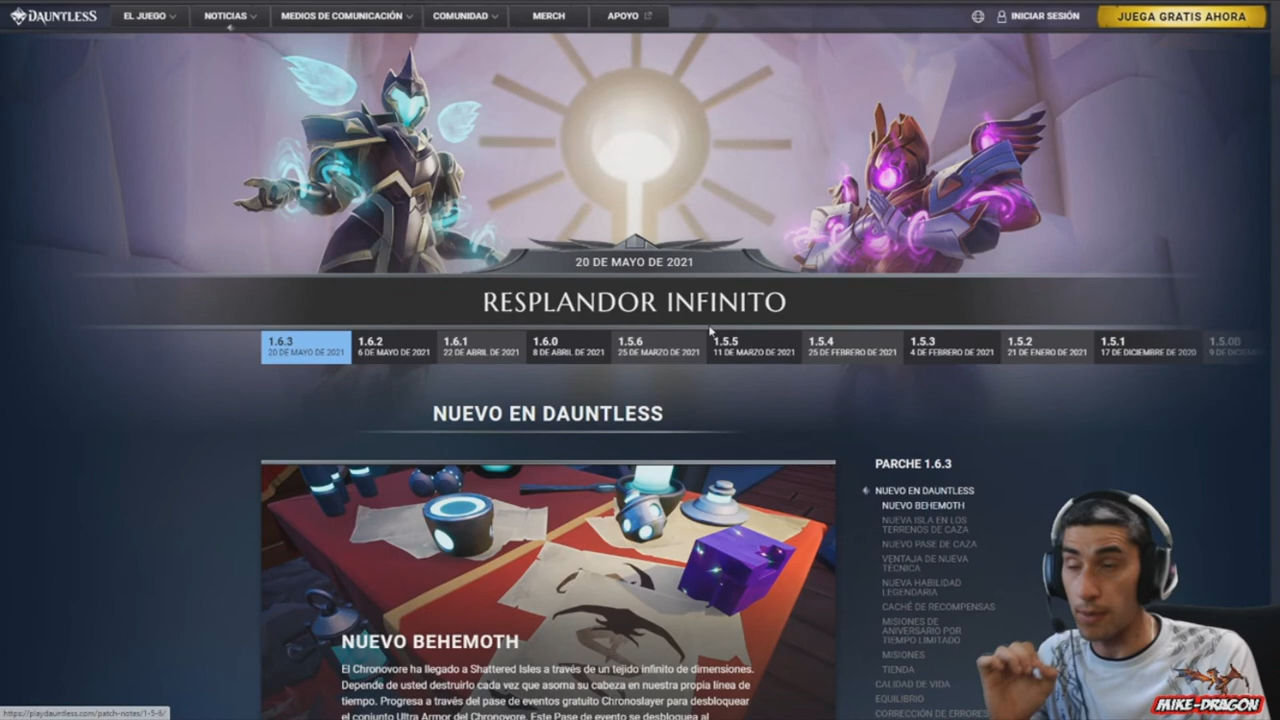 DAUNTLESS
EL JUEGO
NOTICIAS
MEDIOS DE COMUNICACIÓN
COMUNIDAD
MERCH
APOYO
INICIAR SESIÓN
JUEGA GRATIS AHORA
20 DE MAYO DE 2021
RESPLANDOR INFINITO
1.6.3
20 DE MAYO DE 2021
1.6.2
6 DE MAYO DE 2021
1.6.1
22 DE ABRIL DE 2021
1.6.0
8 DE ABRIL DE 2021
1.5.6
25 DE MARZO DE 2021
1.5.5
11 DE MARZO DE 2021
1.5.4
25 DE FEBRERO DE 2021
1.5.3
4 DE FEBRERO DE 2021
1.5.2
21 DE ENERO DE 2021
1.5.1
17 DE DICIEMBRE DE 2020
9 DE
NUEVO EN DAUNTLESS
NUEVO BEHEMOTH
El Chronovore ha llegado a Shattered Isles a través de un tejido infinito de dimensiones.
Depende de usted destruirlo cada vez que asoma su cabeza en nuestra propia línea de
tiempo. Progresa a través del pase de eventos gratuito Chronoslayer para desbloquear
el conjunto Ultra Armor del Chronovore. Este Pase de evento se desbloquea al
PARCHE 1.6.3
NUEVO EN DAUNTLESS
NUEVO BEHEMOTH
NUEVA ISLA EN LOS
TERRENOS DE CAZA
NUEVO PASE DE CAZA
VENTAJA DE NUEVA
TÉCNICA
NUEVA HABILIDAD
LEGENDARIA
CACHÉ DE RECOMPENSAS
MISIONES DE
ANIVERSARIO POR
TIEMPO LIMITADO
MISIONES
TIENDA
CALIDAD DE VIDA
EQUILIBRIO
CORRECCIÓN DE ERRORES
MIKE-DRAGON
https://playdauntless.com/patch-notes/1-5-6/